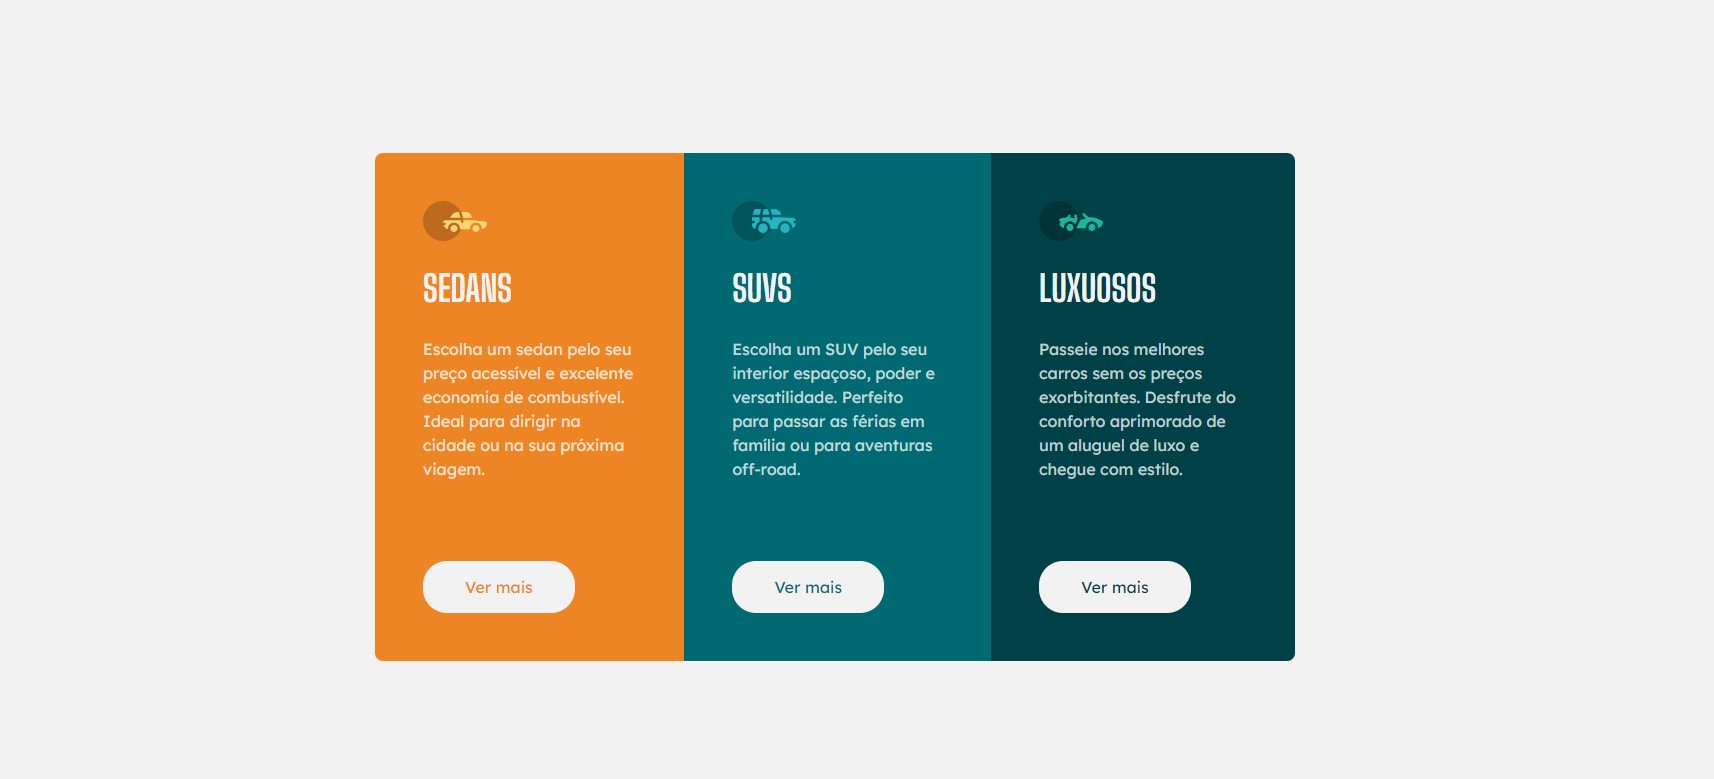 SEDANS
Escolha um sedan pelo seu
preço acessível e excelente
economia de combustível.
Ideal para dirigir na
cidade ou na sua próxima
viagem.
Ver mais
SUVS
Escolha um SUV pelo seu
interior espaçoso, poder e
versatilidade. Perfeito
para passar as férias em
família ou para aventuras
off-road.
Ver mais
LUXUOSOS
Passeie nos melhores
carros sem os preços
exorbitantes. Desfrute do
conforto aprimorado de
um aluguel de luxo e
chegue com estilo.
Ver mais